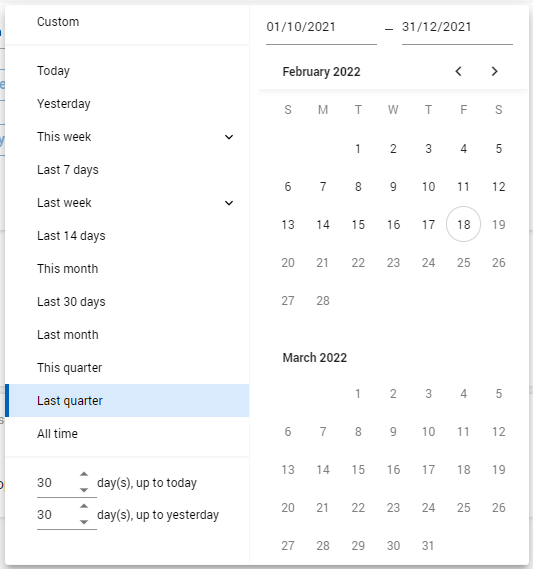 Custom
Today
Yesterday
This week
Last 7 days
Last week
Last 14 days
This month
Last 30 days
Last month
This quarter
Last quarter
All time
30 day(s), up to today
30 day(s), up to yesterday
01/10/2021 – 31/12/2021
February 2022
S M T W T F S
1 2 3 4 5
6 7 8 9 10 11 12
13 14 15 16 17 18 19
20 21 22 23 24 25 26
27 28
March 2022
1 2 3 4 5
6 7 8 9 10 11 12
13 14 15 16 17 18 19
20 21 22 23 24 25 26
27 28 29 30 31